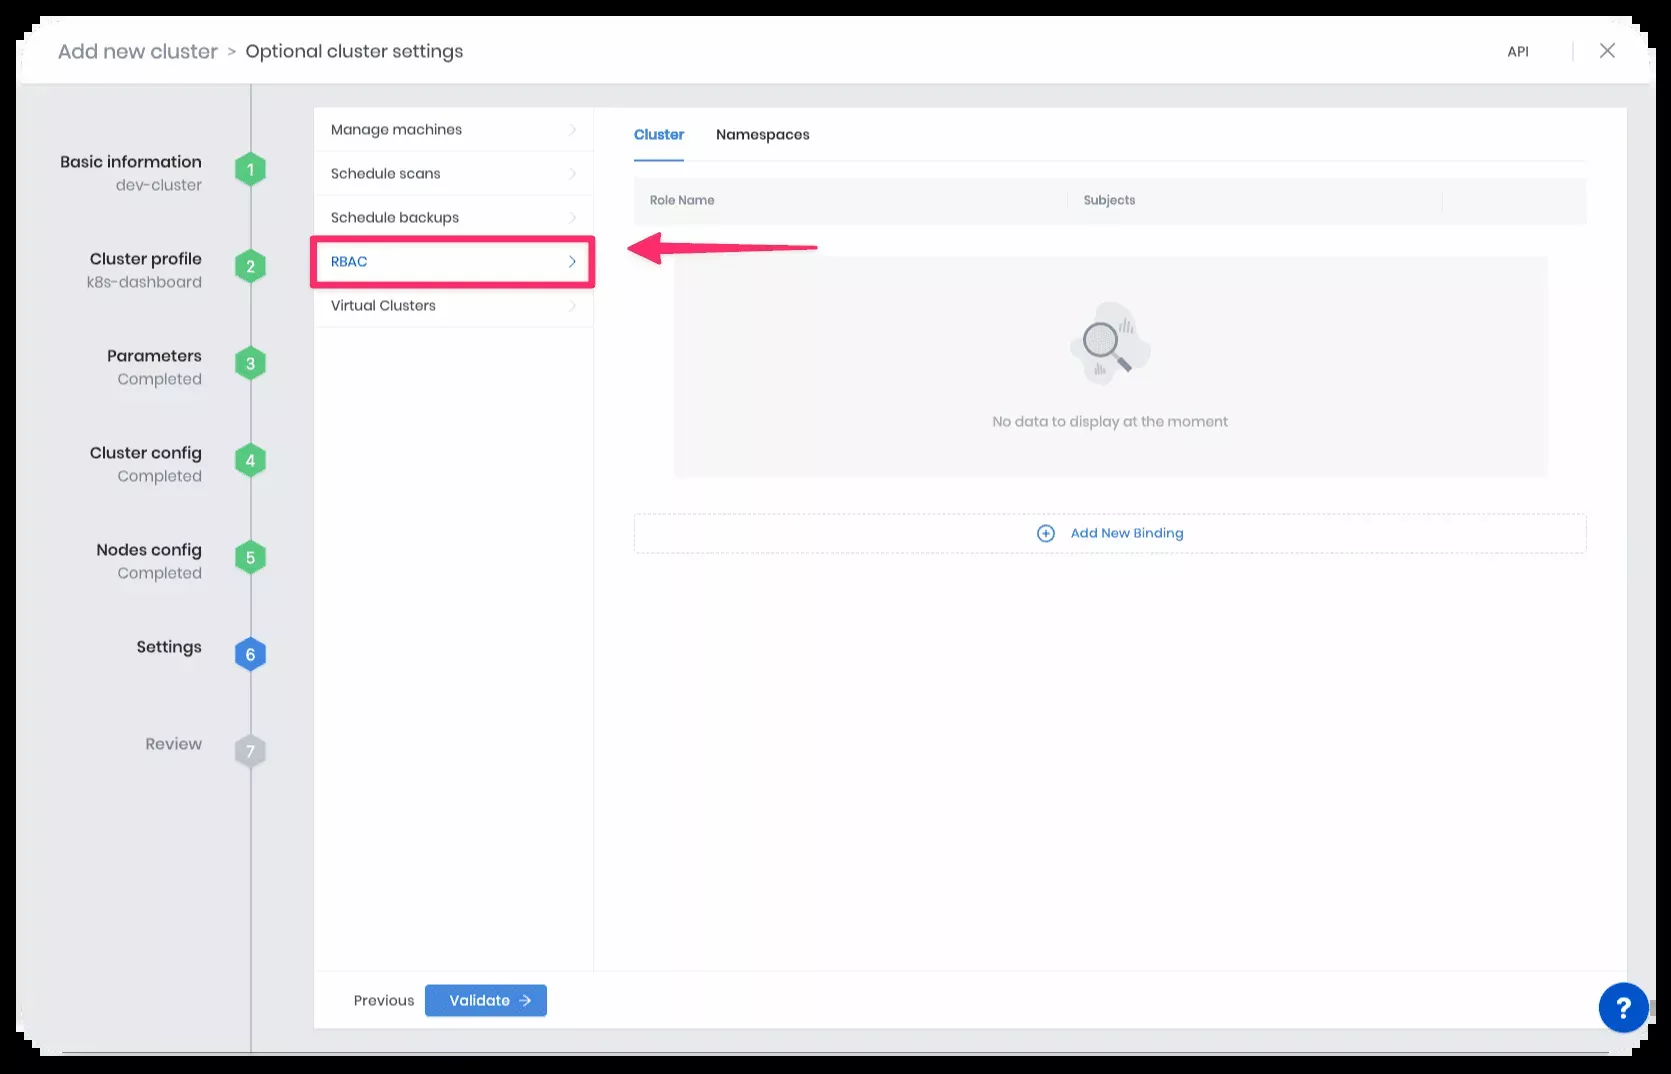 Add new cluster > Optional cluster settings
API
Basic information
dev-cluster
1
Cluster profile
k8s-dashboard
2
Parameters
Completed
3
Cluster config
Completed
4
Nodes config
Completed
5
Settings
6
Review
7
Manage machines
Schedule scans
Schedule backups
RBAC
Virtual Clusters
Cluster
Namespaces
Role Name
Subjects
No data to display at the moment
Add New Binding
Previous
Validate →
?